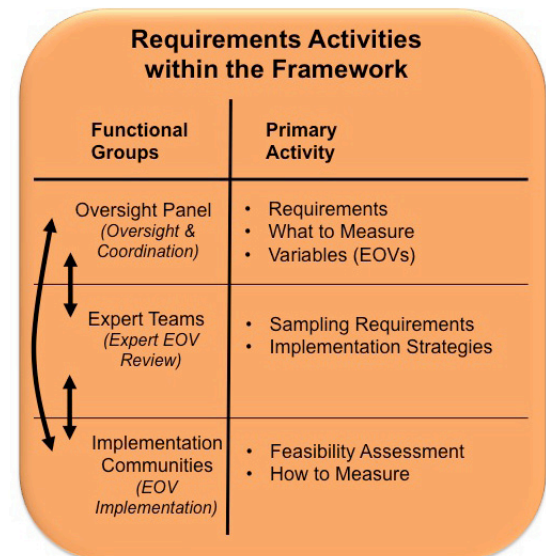 Requirements Activities
within the Framework
Functional
Groups
Primary
Activity
Oversight Panel
(Oversight &
Coordination)
• Requirements
• What to Measure
• Variables (EOVs)
Expert Teams
(Expert EOV
Review)
• Sampling Requirements
• Implementation Strategies
Implementation
Communities
(EOV
Implementation)
• Feasibility Assessment
• How to Measure